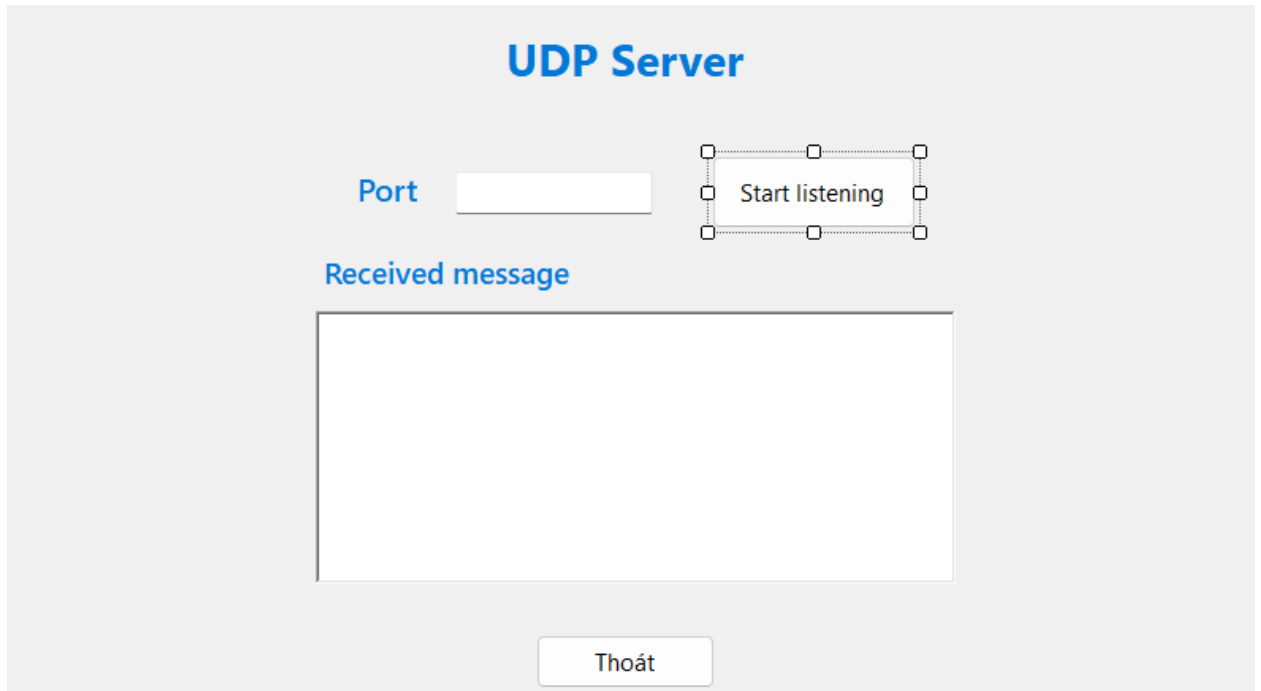 UDP Server
Port
Start listening
Received message
Thoát